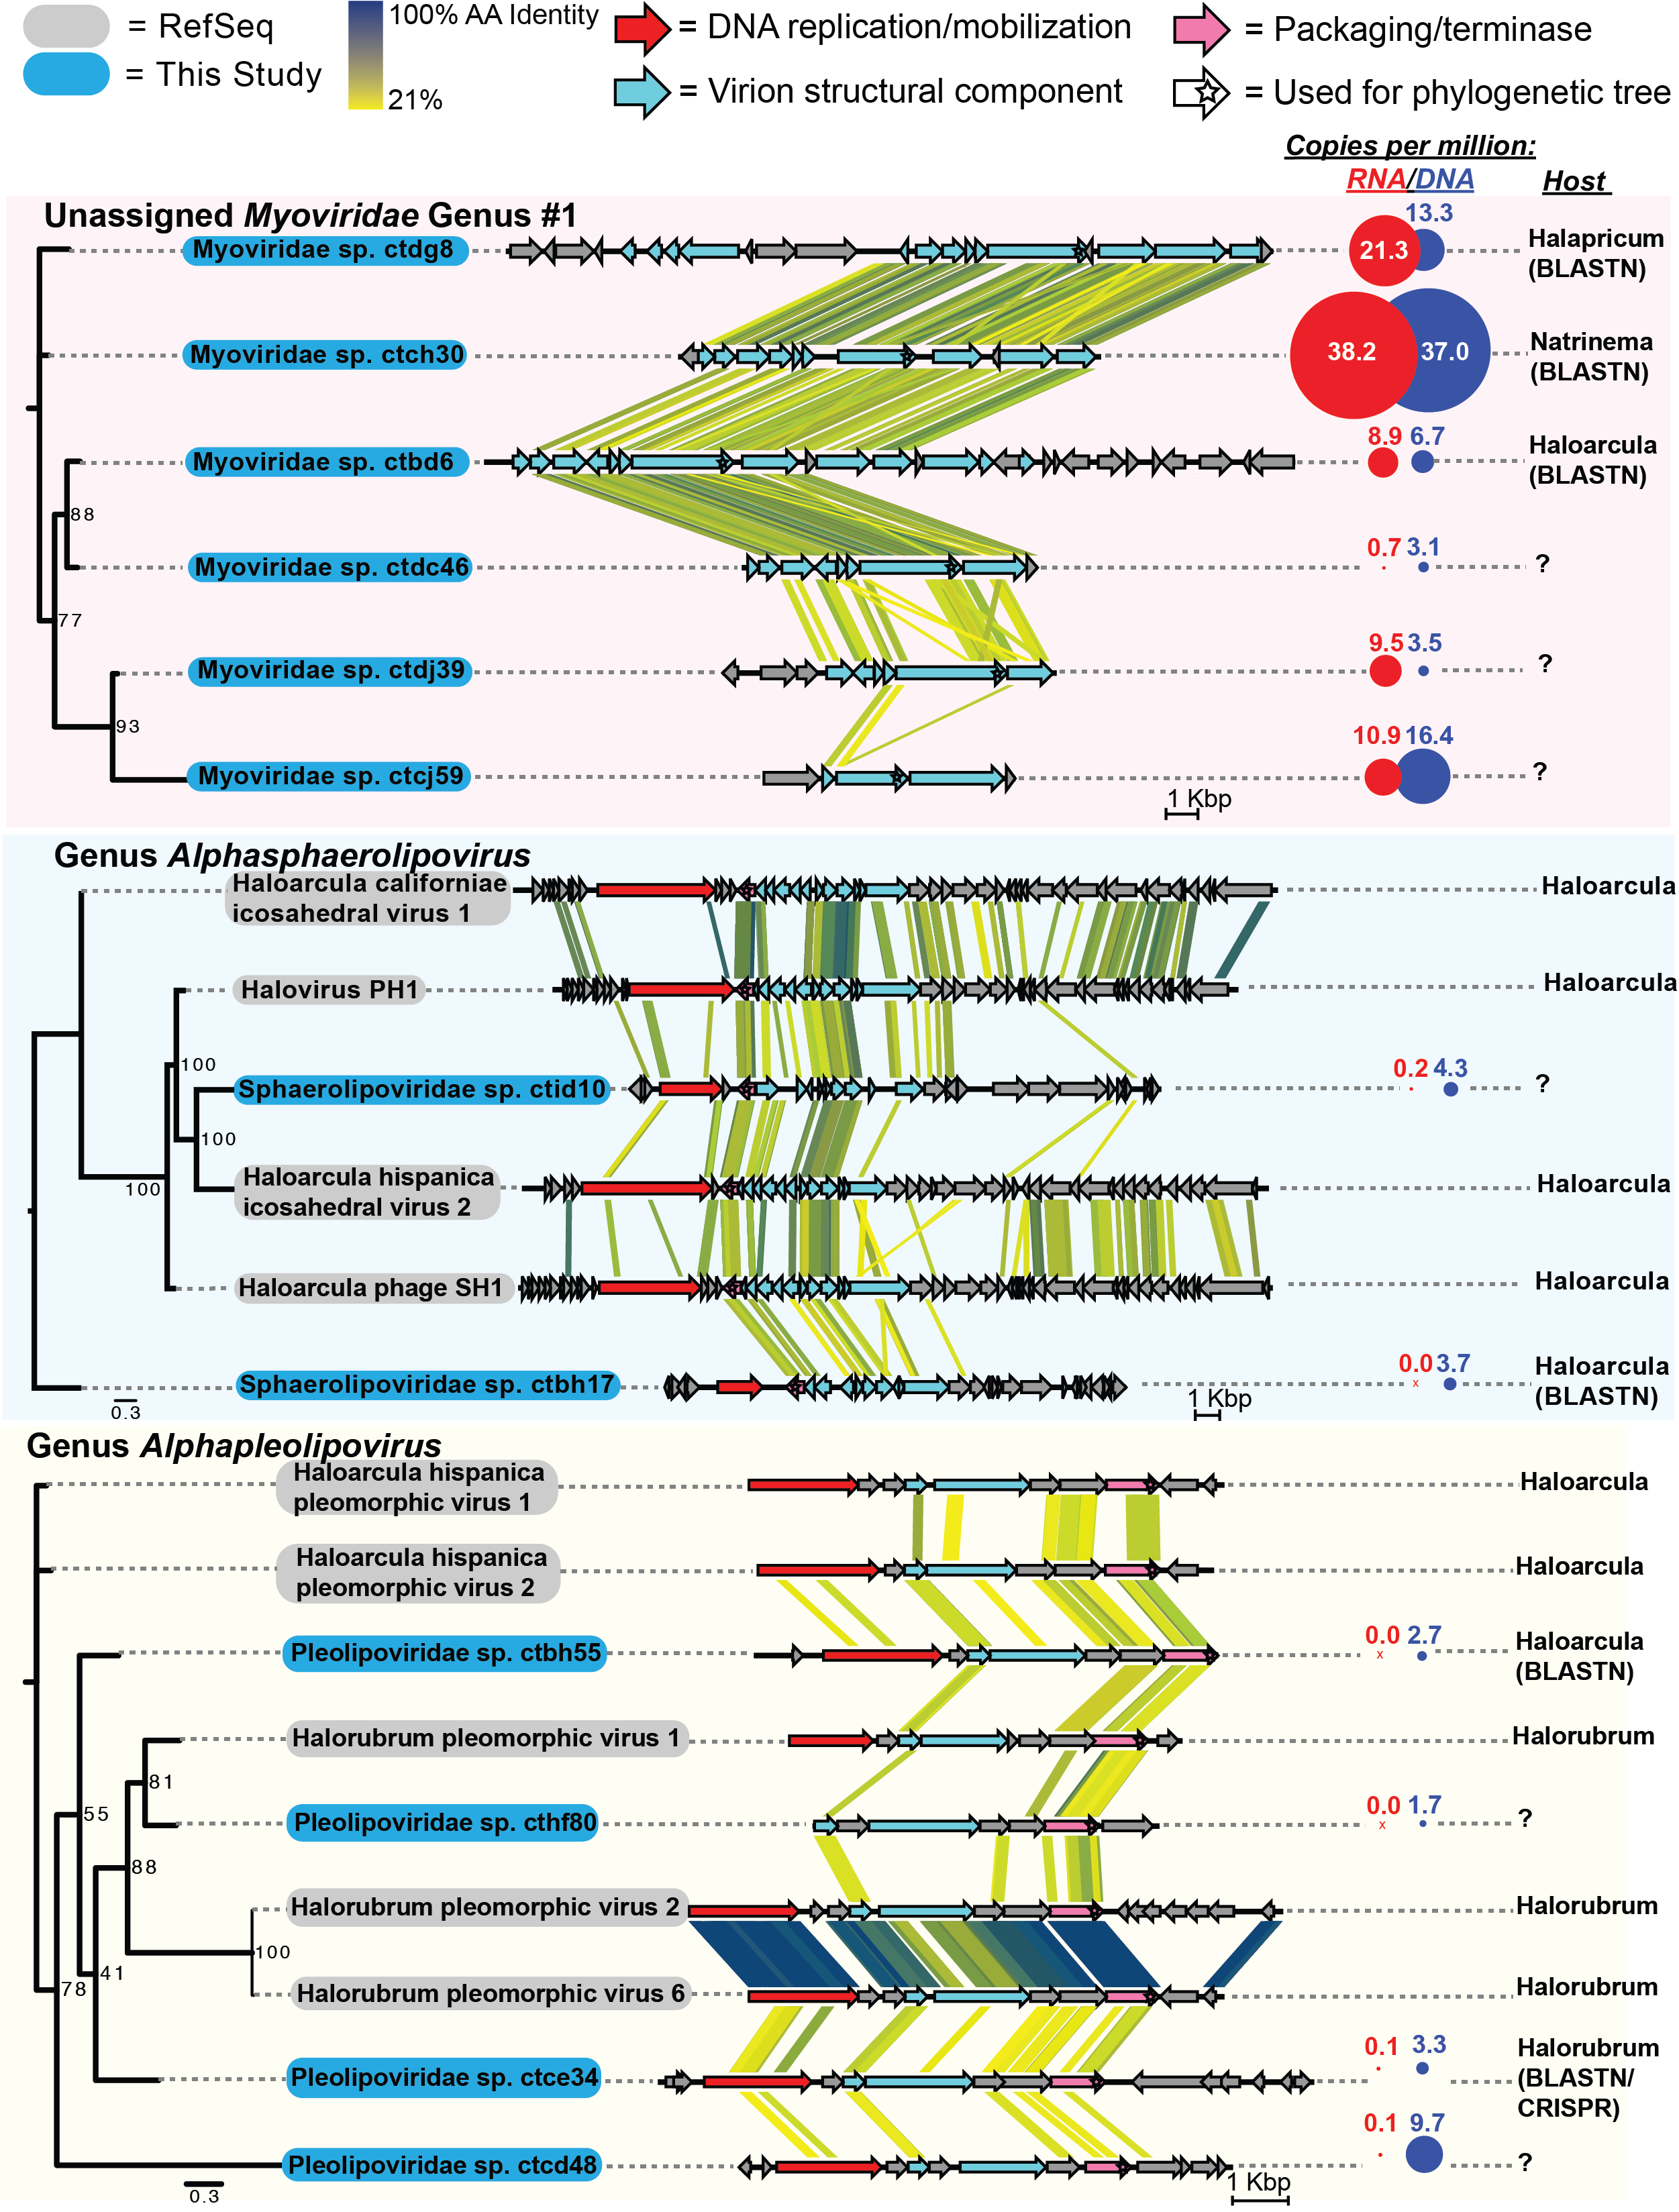 = RefSeq
= This Study
100% AA Identity
21%
= DNA replication/mobilization
= Virion structural component
= Packaging/terminase
= Used for phylogenetic tree
Copies per million:
RNA/DNA
Host
Unassigned Myoviridae Genus #1
Myoviridae sp. ctdg8
21.3
13.3
Halapricum
(BLASTN)
Myoviridae sp. ctch30
38.2
37.0
Natrinema
(BLASTN)
Myoviridae sp. ctbd6
8.9 6.7
Haloarcula
(BLASTN)
88
Myoviridae sp. ctdc46
0.7 3.1
?
77
Myoviridae sp. ctdj39
9.5 3.5
?
93
Myoviridae sp. ctcj59
10.9 16.4
?
1 Kbp
Genus Alphasphaerolipovirus
Haloarcula californiae
icosahedral virus 1
Haloarcula
Halovirus PH1
Haloarcula
100
Sphaerolipoviridae sp. ctid10
0.2 4.3
?
100
100
Haloarcula hispanica
icosahedral virus 2
Haloarcula
Haloarcula phage SH1
Haloarcula
Sphaerolipoviridae sp. ctbh17
0.0 3.7
x
Haloarcula
(BLASTN)
0.3
1 Kbp
Genus Alphapleolipovirus
Haloarcula hispanica
pleomorphic virus 1
Haloarcula
Haloarcula hispanica
pleomorphic virus 2
Haloarcula
Pleolipoviridae sp. ctbh55
0.0 2.7
x
Haloarcula
(BLASTN)
Halorubrum pleomorphic virus 1
Halorubrum
81
55
Pleolipoviridae sp. cthf80
0.0 1.7
x
?
88
Halorubrum pleomorphic virus 2
Halorubrum
100
41
78
Halorubrum pleomorphic virus 6
Halorubrum
Pleolipoviridae sp. ctce34
0.1 3.3
Halorubrum
(BLASTN/
CRISPR)
Pleolipoviridae sp. ctcd48
0.1 9.7
?
0.3
1 Kbp